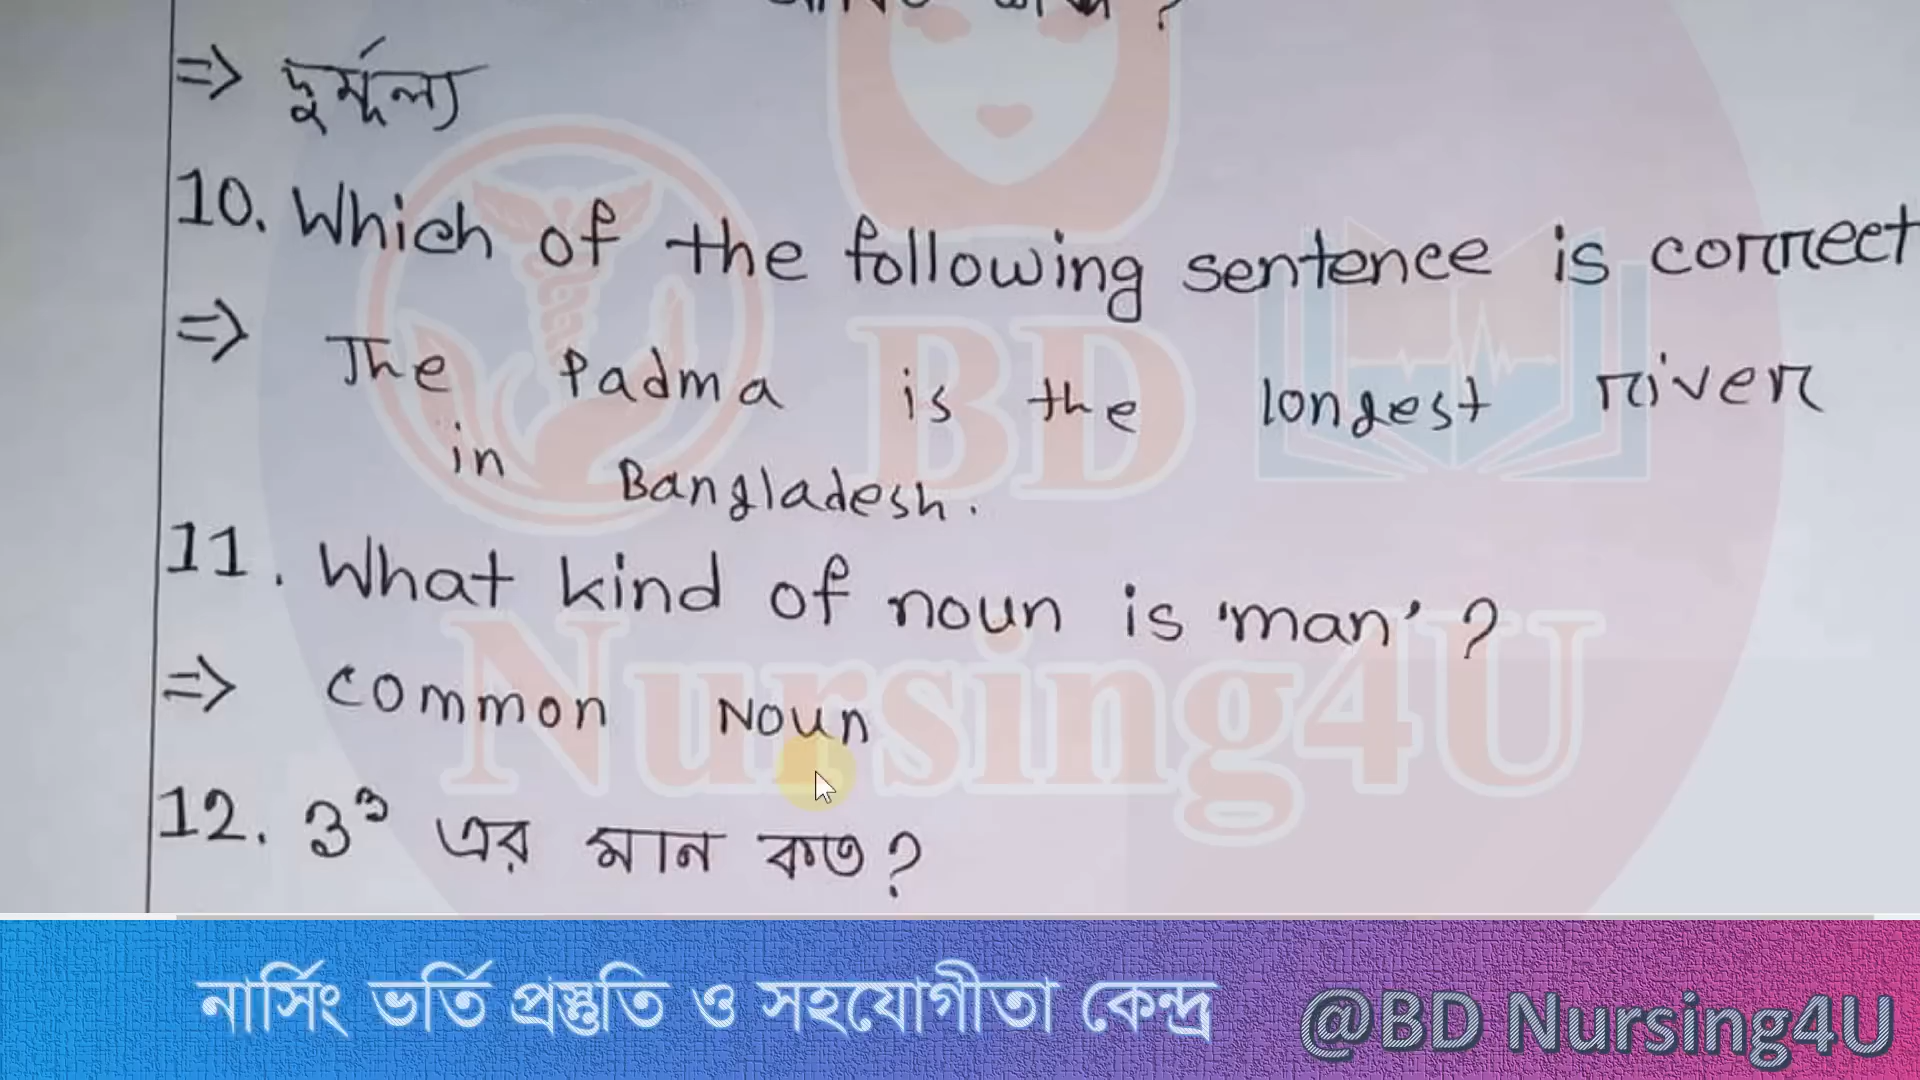 => দুর্মূল্য
10. Which of the following sentence is correct
=> The Padma is the longest river
in Bangladesh.
11. What kind of noun is 'man' ?
=> Common Noun
12. 3³ এর মান কত?
BD
Nursing4U
নার্সিং ভর্তি প্রস্তুতি ও সহযোগীতা কেন্দ্র
@BD Nursing4U